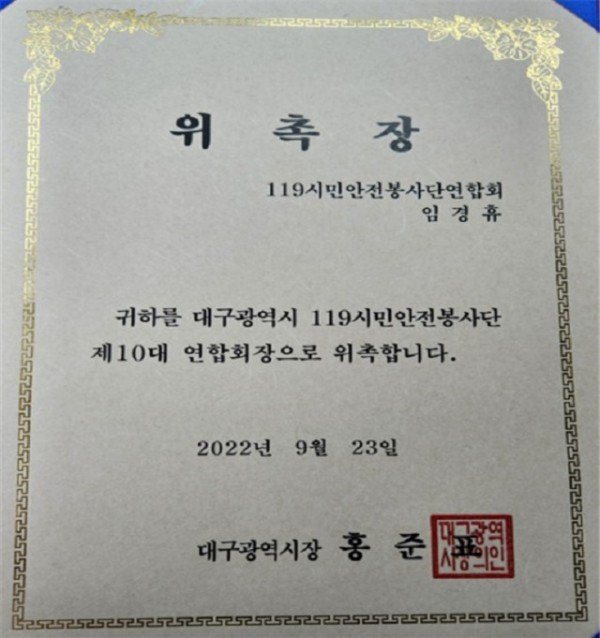 위 촉 장
119시민안전봉사단연합회
임 경 휴
귀하를 대구광역시 119시민안전봉사단
제10대 연합회장으로 위촉합니다.
2022년 9월 23일
대구광역시장 홍 준 표
대구광역
시장의인